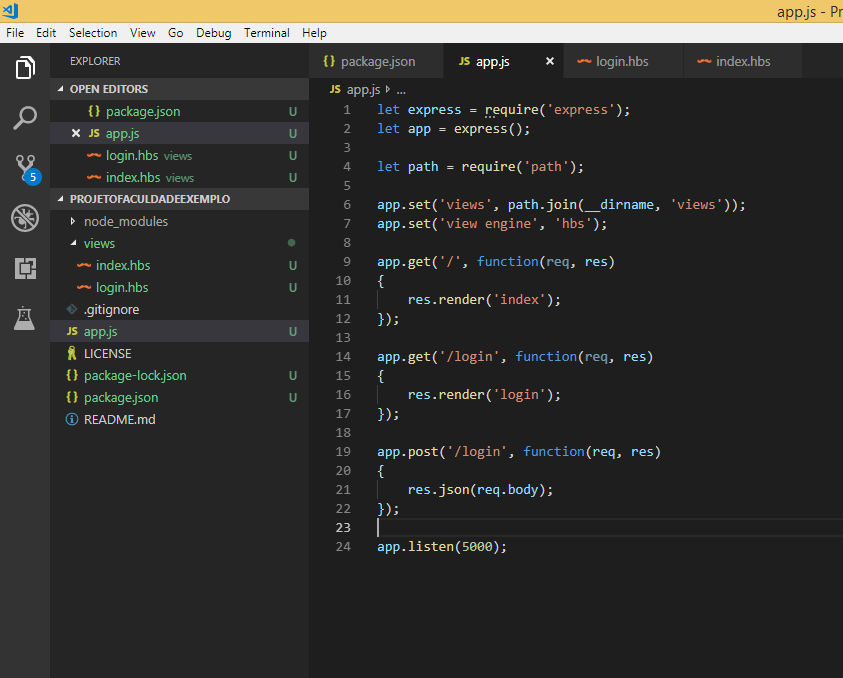 app.js - Pr
File Edit Selection View Go Debug Terminal Help
EXPLORER
OPEN EDITORS
{} package.json U
JS app.js U
login.hbs views U
index.hbs views U
PROJETOFACULDADEEXEMPLO
node_modules
views
index.hbs U
login.hbs U
.gitignore
JS app.js U
LICENSE
{} package-lock.json U
{} package.json U
README.md
5
{} package.json JS app.js × login.hbs index.hbs
JS app.js ...
1 let express = require('express');
2 let app = express();
3
4 let path = require('path');
5
6 app.set('views', path.join(__dirname, 'views'));
7 app.set('view engine', 'hbs');
8
9 app.get('/', function(req, res)
10 {
11 res.render('index');
12 });
13
14 app.get('/login', function(req, res)
15 {
16 res.render('login');
17 });
18
19 app.post('/login', function(req, res)
20 {
21 res.json(req.body);
22 });
23
24 app.listen(5000);